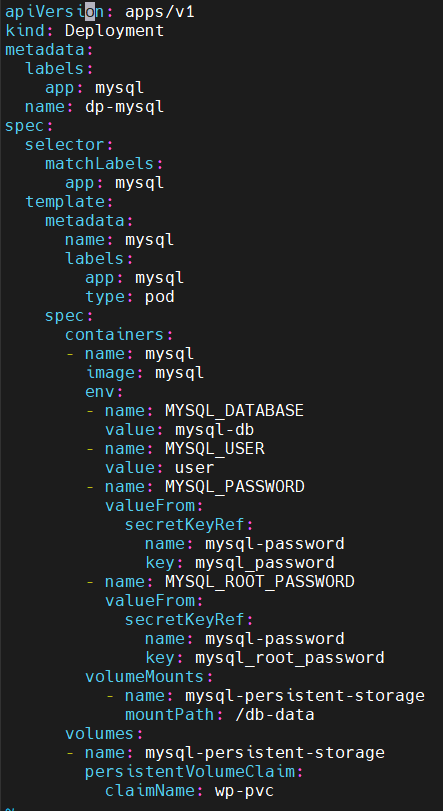 apiVersion: apps/v1
kind: Deployment
metadata:
  labels:
    app: mysql
  name: dp-mysql
spec:
  selector:
    matchLabels:
      app: mysql
  template:
    metadata:
      name: mysql
      labels:
        app: mysql
        type: pod
    spec:
      containers:
      - name: mysql
        image: mysql
        env:
        - name: MYSQL_DATABASE
          value: mysql-db
        - name: MYSQL_USER
          value: user
        - name: MYSQL_PASSWORD
          valueFrom:
            secretKeyRef:
              name: mysql-password
              key: mysql_password
        - name: MYSQL_ROOT_PASSWORD
          valueFrom:
            secretKeyRef:
              name: mysql-password
              key: mysql_root_password
        volumeMounts:
          - name: mysql-persistent-storage
            mountPath: /db-data
      volumes:
      - name: mysql-persistent-storage
        persistentVolumeClaim:
          claimName: wp-pvc